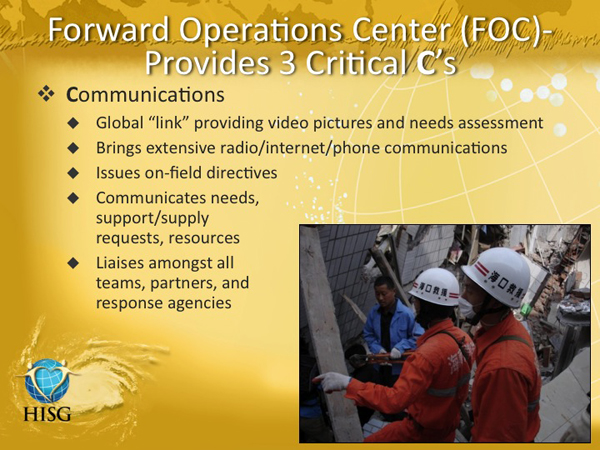 Forward Operations Center (FOC)-
Provides 3 Critical C's
Communications
Global “link” providing video pictures and needs assessment
Brings extensive radio/internet/phone communications
Issues on-field directives
Communicates needs,
support/supply
requests, resources
Liaises amongst all
teams, partners, and
response agencies
海口救援
海口救援
HISG